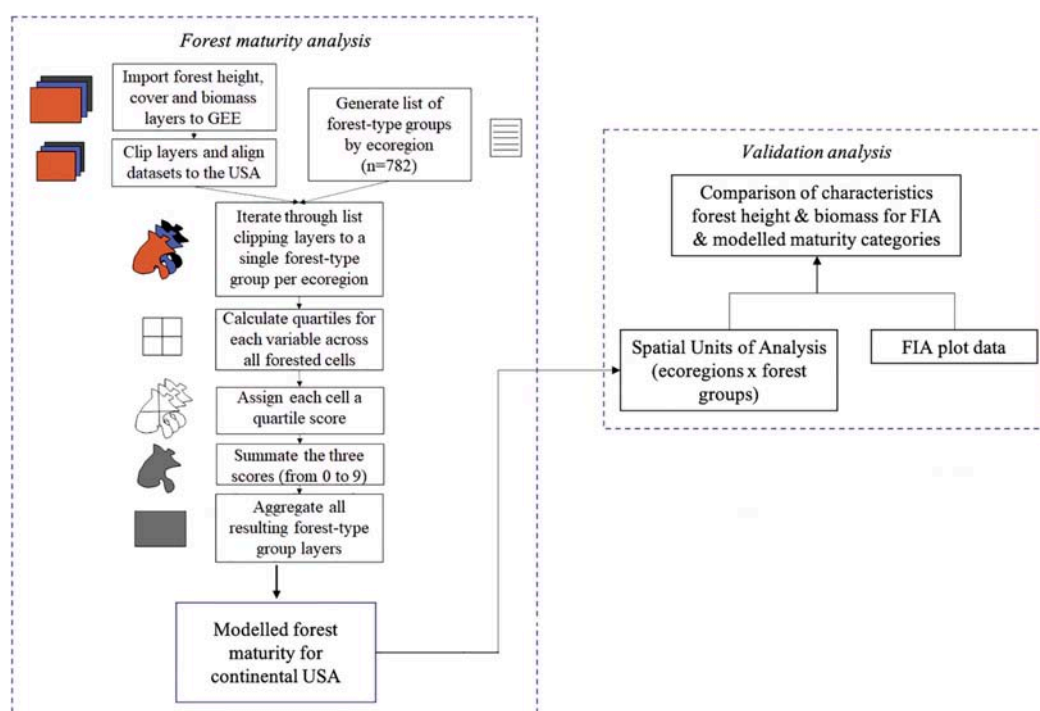 Forest maturity analysis
Import forest height,
cover and biomass
layers to GEE
Generate list of
forest-type groups
by ecoregion
(n=782)
Clip layers and align
datasets to the USA
Iterate through list
clipping layers to a
single forest-type
group per ecoregion
Calculate quartiles for
each variable across
all forested cells
Assign each cell a
quartile score
Summate the three
scores (from 0 to 9)
Aggregate all
resulting forest-type
group layers
Modelled forest
maturity for
continental USA
Validation analysis
Comparison of characteristics
forest height & biomass for FIA
& modelled maturity categories
Spatial Units of Analysis
(ecoregions x forest
groups)
FIA plot data